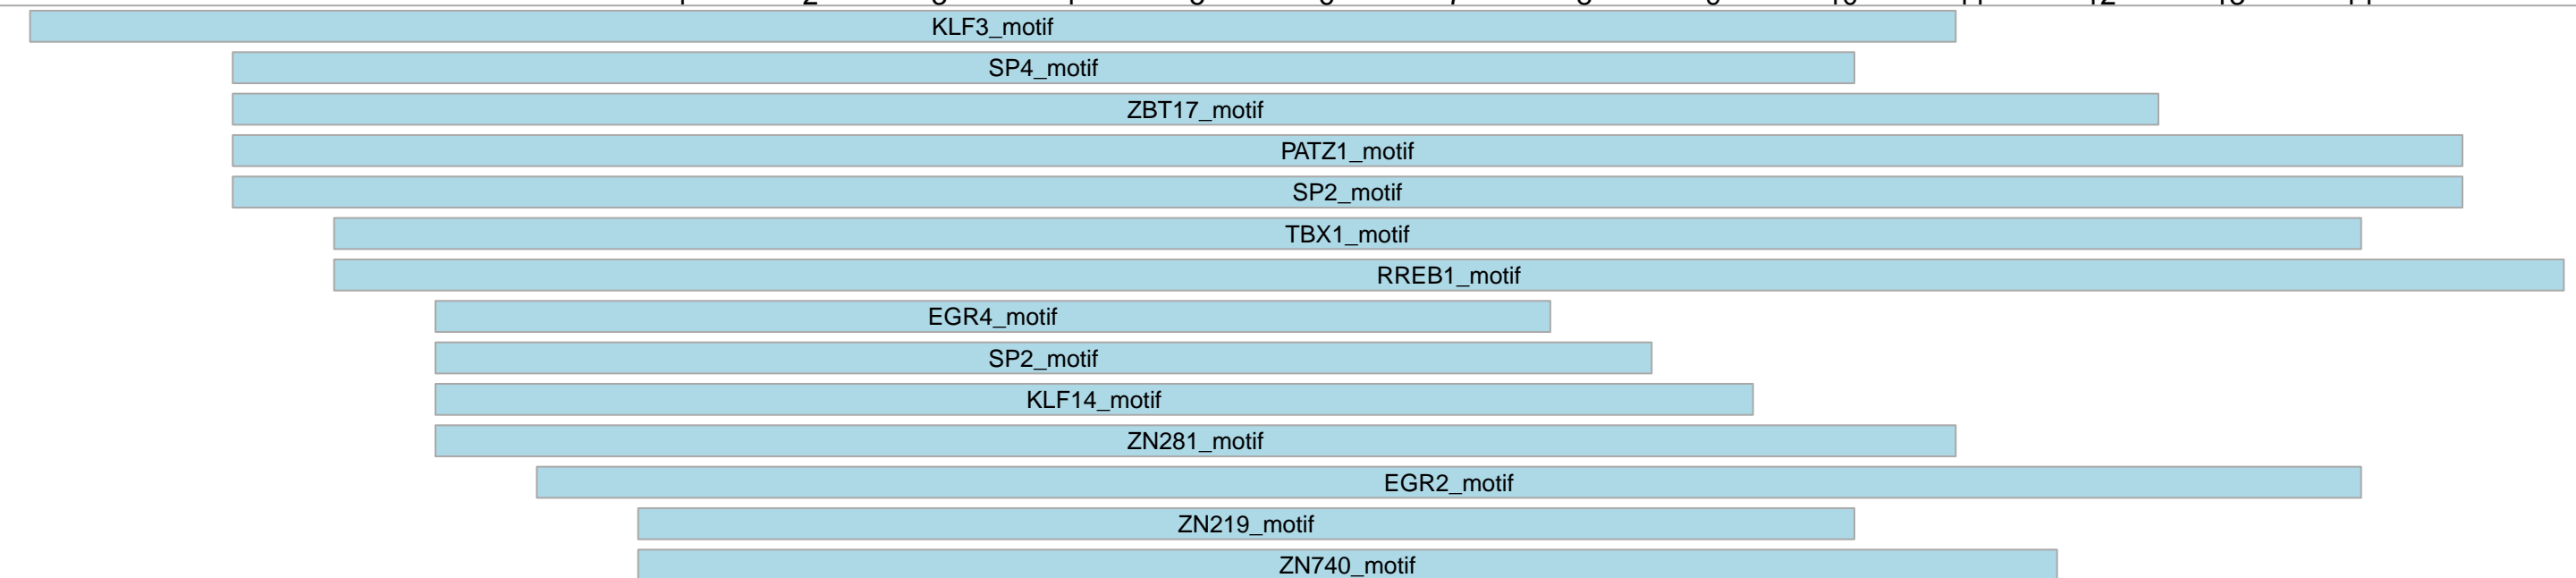 KLF3_motif
SP4_motif
ZBT17_motif
PATZ1_motif
SP2_motif
TBX1_motif
RREB1_motif
EGR4_motif
SP2_motif
KLF14_motif
ZN281_motif
EGR2_motif
ZN219_motif
ZN740_motif